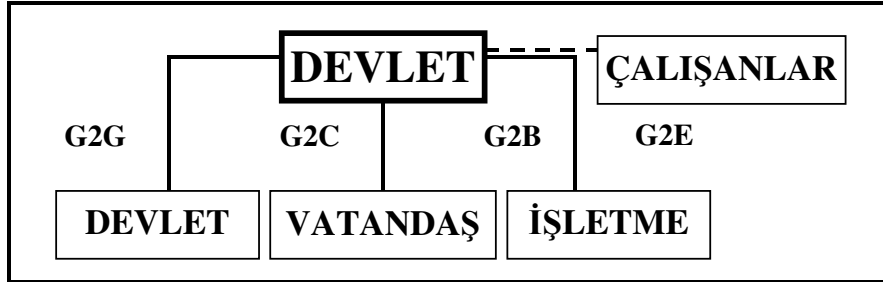 DEVLET
ÇALIŞANLAR
G2G
G2C
G2B
G2E
DEVLET
VATANDAŞ
İŞLETME